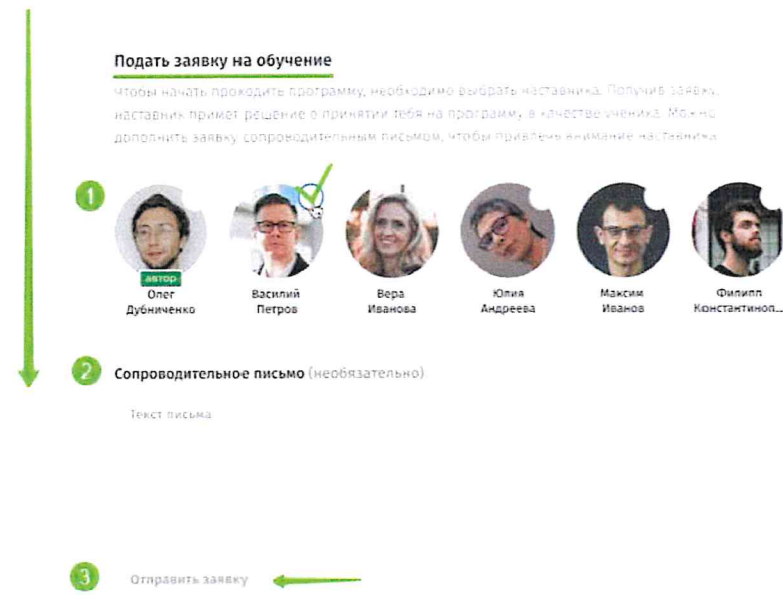 Подать заявку на обучение
Чтобы начать проходить программу, необходимо выбрать наставника. Получив заявку,
наставник примет решение о принятии тебя на программу в качестве ученика. Можно
дополнить заявку сопроводительным письмом, чтобы привлечь внимание наставника
1
автор
Олег
Дубниченко
Василий
Петров
Вера
Иванова
Юлия
Андреева
Максим
Иванов
Филипп
Константиноп...
2 Сопроводительное письмо (необязательно)
Текст письма
3 Отправить заявку